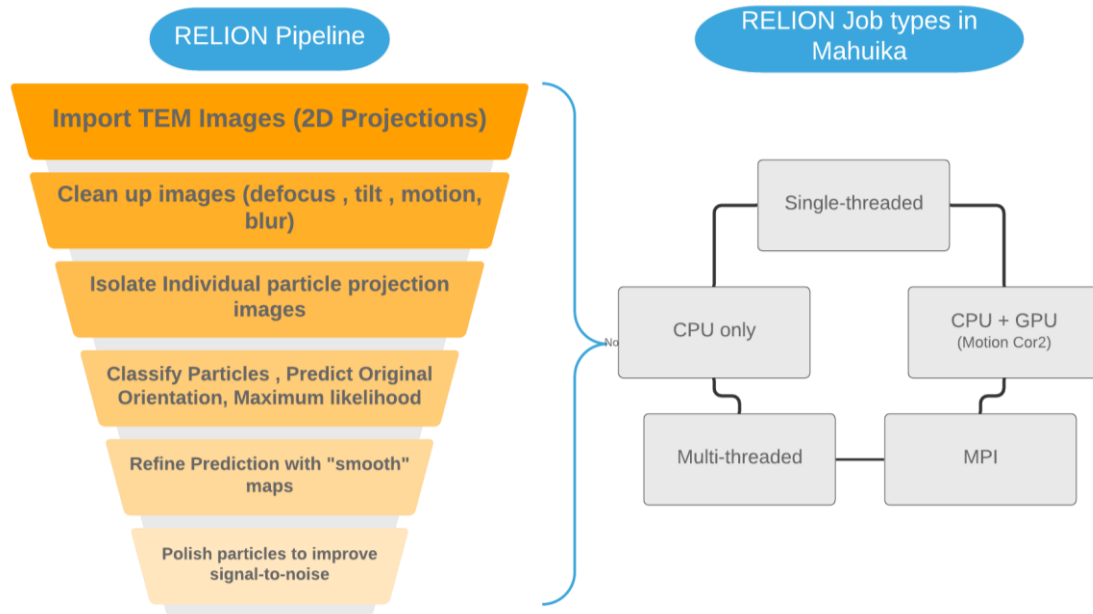 RELION Pipeline
Import TEM Images (2D Projections)
Clean up images (defocus , tilt , motion,
blur)
Isolate Individual particle projection
images
Classify Particles , Predict Original
Orientation, Maximum likelihood
Refine Prediction with "smooth"
maps
Polish particles to improve
signal-to-noise
No
RELION Job types in
Mahuika
Single-threaded
CPU only
CPU + GPU
(Motion Cor2)
Multi-threaded
MPI